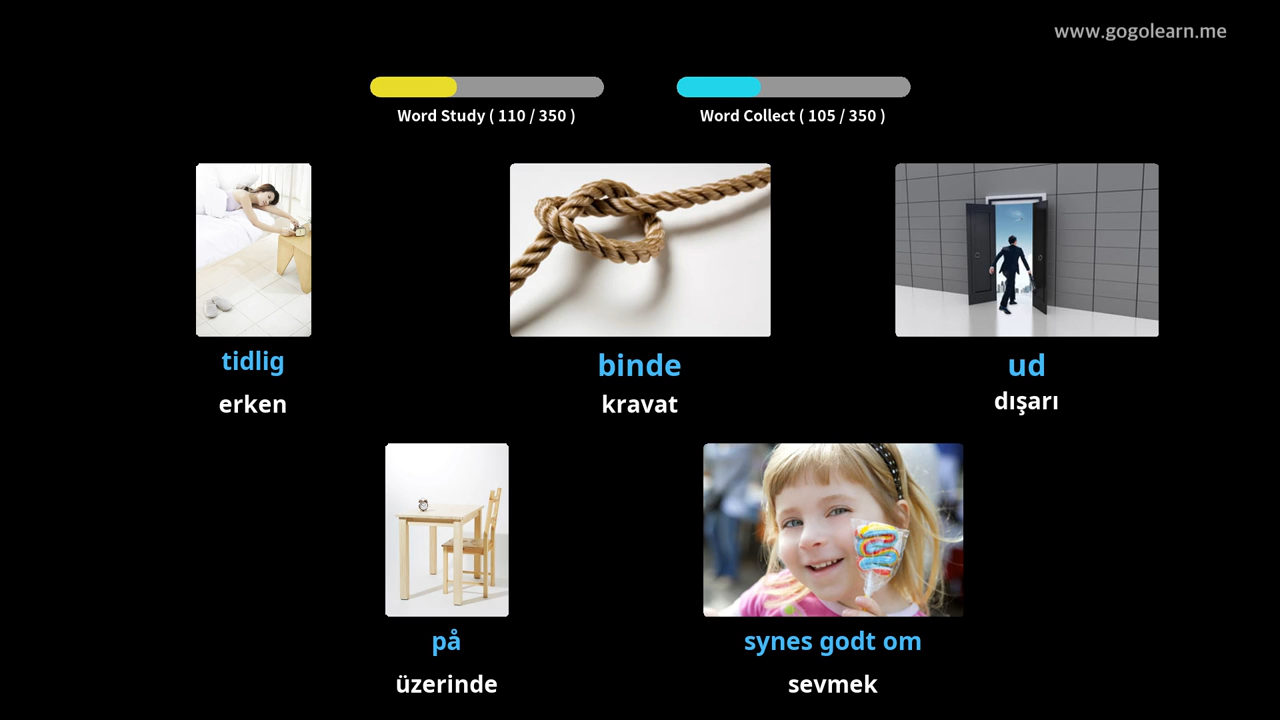 www.gogolearn.me
Word Study ( 110 / 350 )
Word Collect ( 105 / 350 )
tidlig
erken
binde
kravat
ud
dışarı
på
üzerinde
synes godt om
sevmek